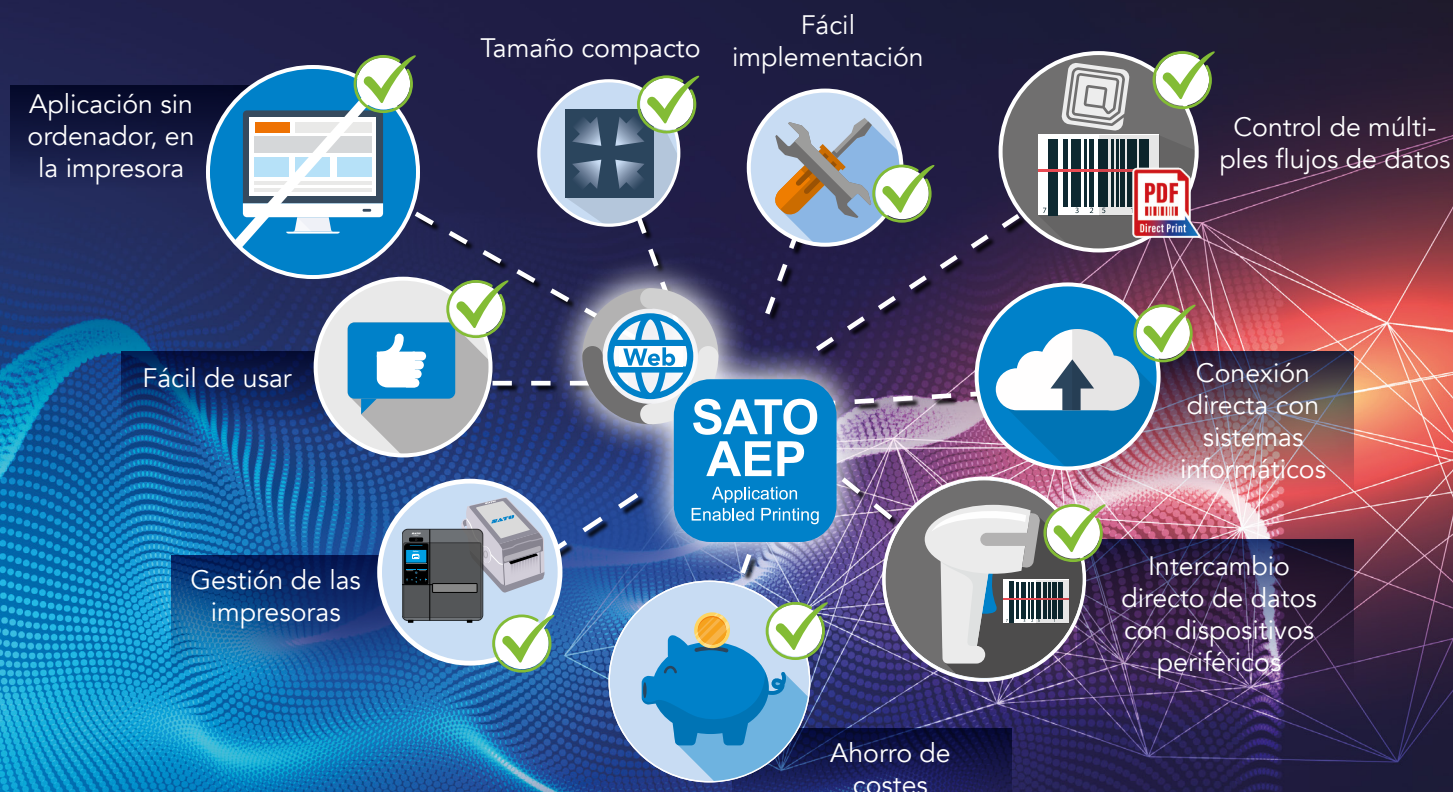 Tamaño compacto
Fácil
implementación
Aplicación sin
ordenador, en
la impresora
Control de múlti-
ples flujos de datos
PDF
Direct Print
Web
Fácil de usar
SATO
AEP
Application
Enabled Printing
Conexión
directa con
sistemas
informáticos
SATO
Gestión de las
impresoras
Intercambio
directo de datos
con dispositivos
periféricos
Ahorro de
costes